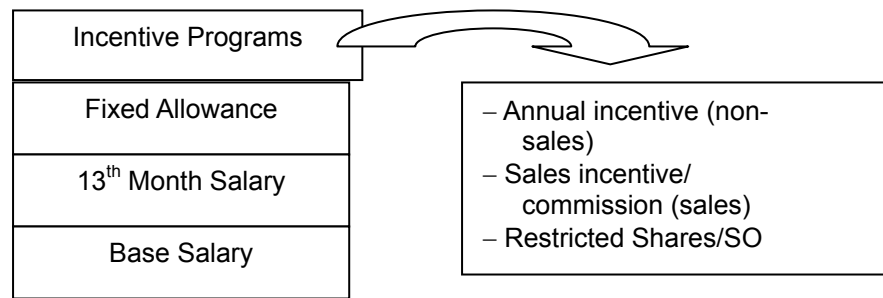 Incentive Programs
Fixed Allowance
13th Month Salary
Base Salary
– Annual incentive (non-
sales)
– Sales incentive/
commission (sales)
– Restricted Shares/SO